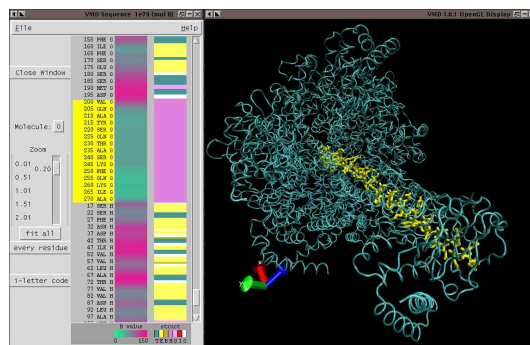 VMD Sequence 1e79 (mol 0)
VMD 1.8.1 OpenGL Display
File
Help
Close Window
Molecule: 0
Zoom
0.01
0.20
0.51
1.01
1.51
2.01
fit all
every residue
1-letter code
155 PHE G
160 ILE G
165 PHE G
170 SER G
175 GLU G
180 SER G
185 SER G
190 MET G
195 ASP G
200 VAL G
205 GLN G
210 ALA G
215 TYR G
220 SER G
225 GLN G
230 THR G
235 ALA G
240 SER G
245 LYS G
250 PHE G
255 GLN G
260 LYS G
265 ILE G
270 ALA G
17 SER H
22 SER H
27 PHE H
32 ASN H
37 ASP H
42 THR H
47 ILE H
52 VAL H
57 VAL H
62 LEU H
67 ALA H
72 THR H
77 VAL H
82 VAL H
87 ASP H
92 LEU H
97 ALA H
B value
struct
0 150
T E B H G I C
x
y